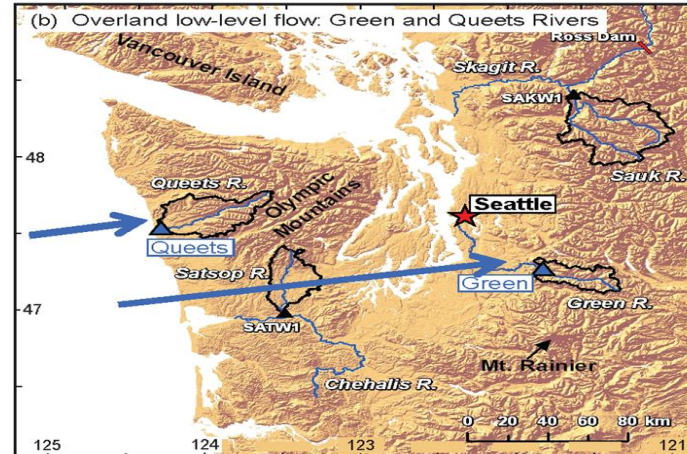 (b) Overland low-level flow: Green and Queets Rivers
Vancouver Island
Ross Dam
Skagit R.
SAKW1
48
Queets R.
Olympic
Mountains
Sauk R.
Seattle
Queets
Satsop R.
Green
47
Green R.
SATW1
Mt. Rainier
Chehalis R.
0 20 40 60 80 km
125 124 123 121